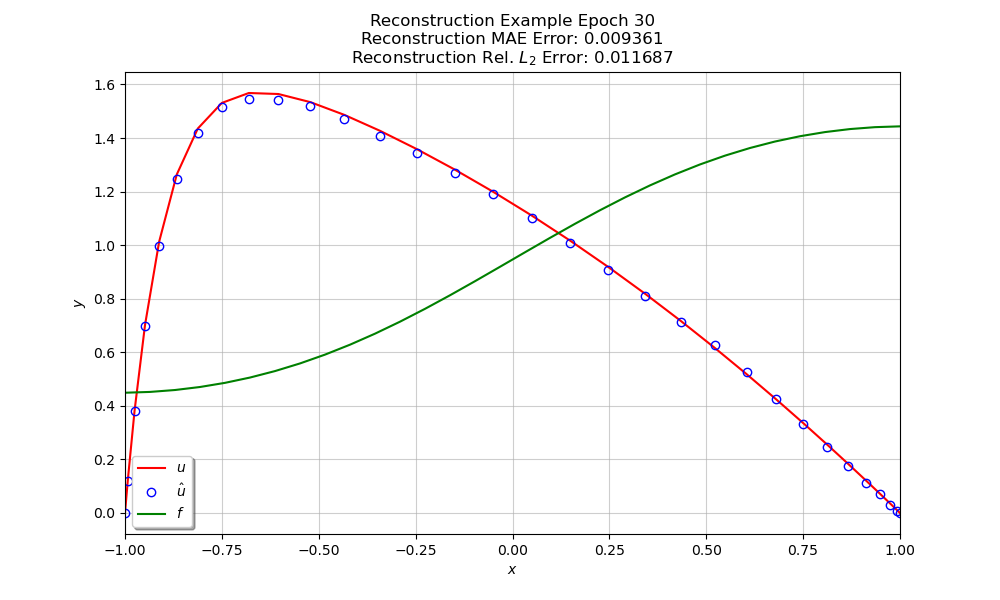 Reconstruction Example Epoch 30
Reconstruction MAE Error: 0.009361
Reconstruction Rel. $L_2$ Error: 0.011687
1.6
1.4
1.2
1.0
0.8
0.6
0.4
0.2
0.0
y
u
û
f
−1.00 −0.75 −0.50 −0.25 0.00 0.25 0.50 0.75 1.00
x